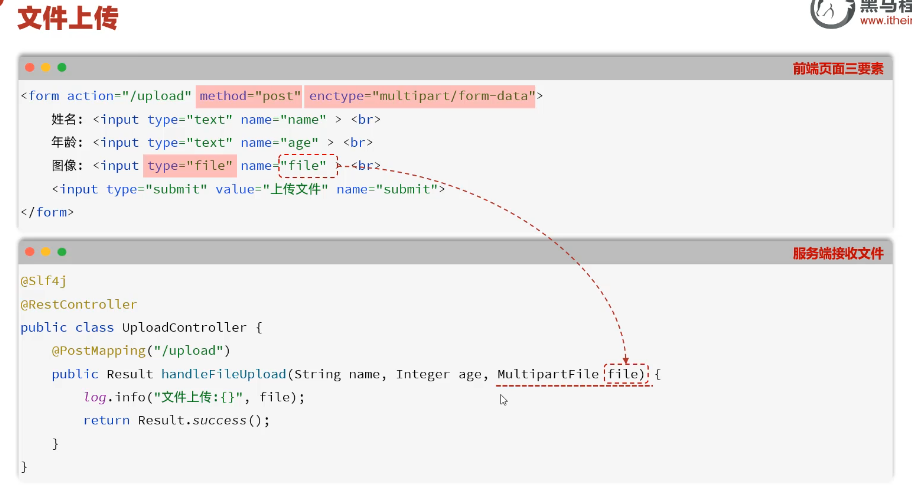 文件上传
黑马程
www.itheim
前端页面三要素
<form action="/upload" method="post" enctype="multipart/form-data">
姓名: <input type="text" name="name" > <br>
年龄: <input type="text" name="age" > <br>
图像: <input type="file" name="file" > <br>
<input type="submit" value="上传文件" name="submit">
</form>
服务端接收文件
@Slf4j
@RestController
public class UploadController {
@PostMapping("/upload")
public Result handleFileUpload(String name, Integer age, MultipartFile file) {
log.info("文件上传:{}", file);
return Result.success();
}
}